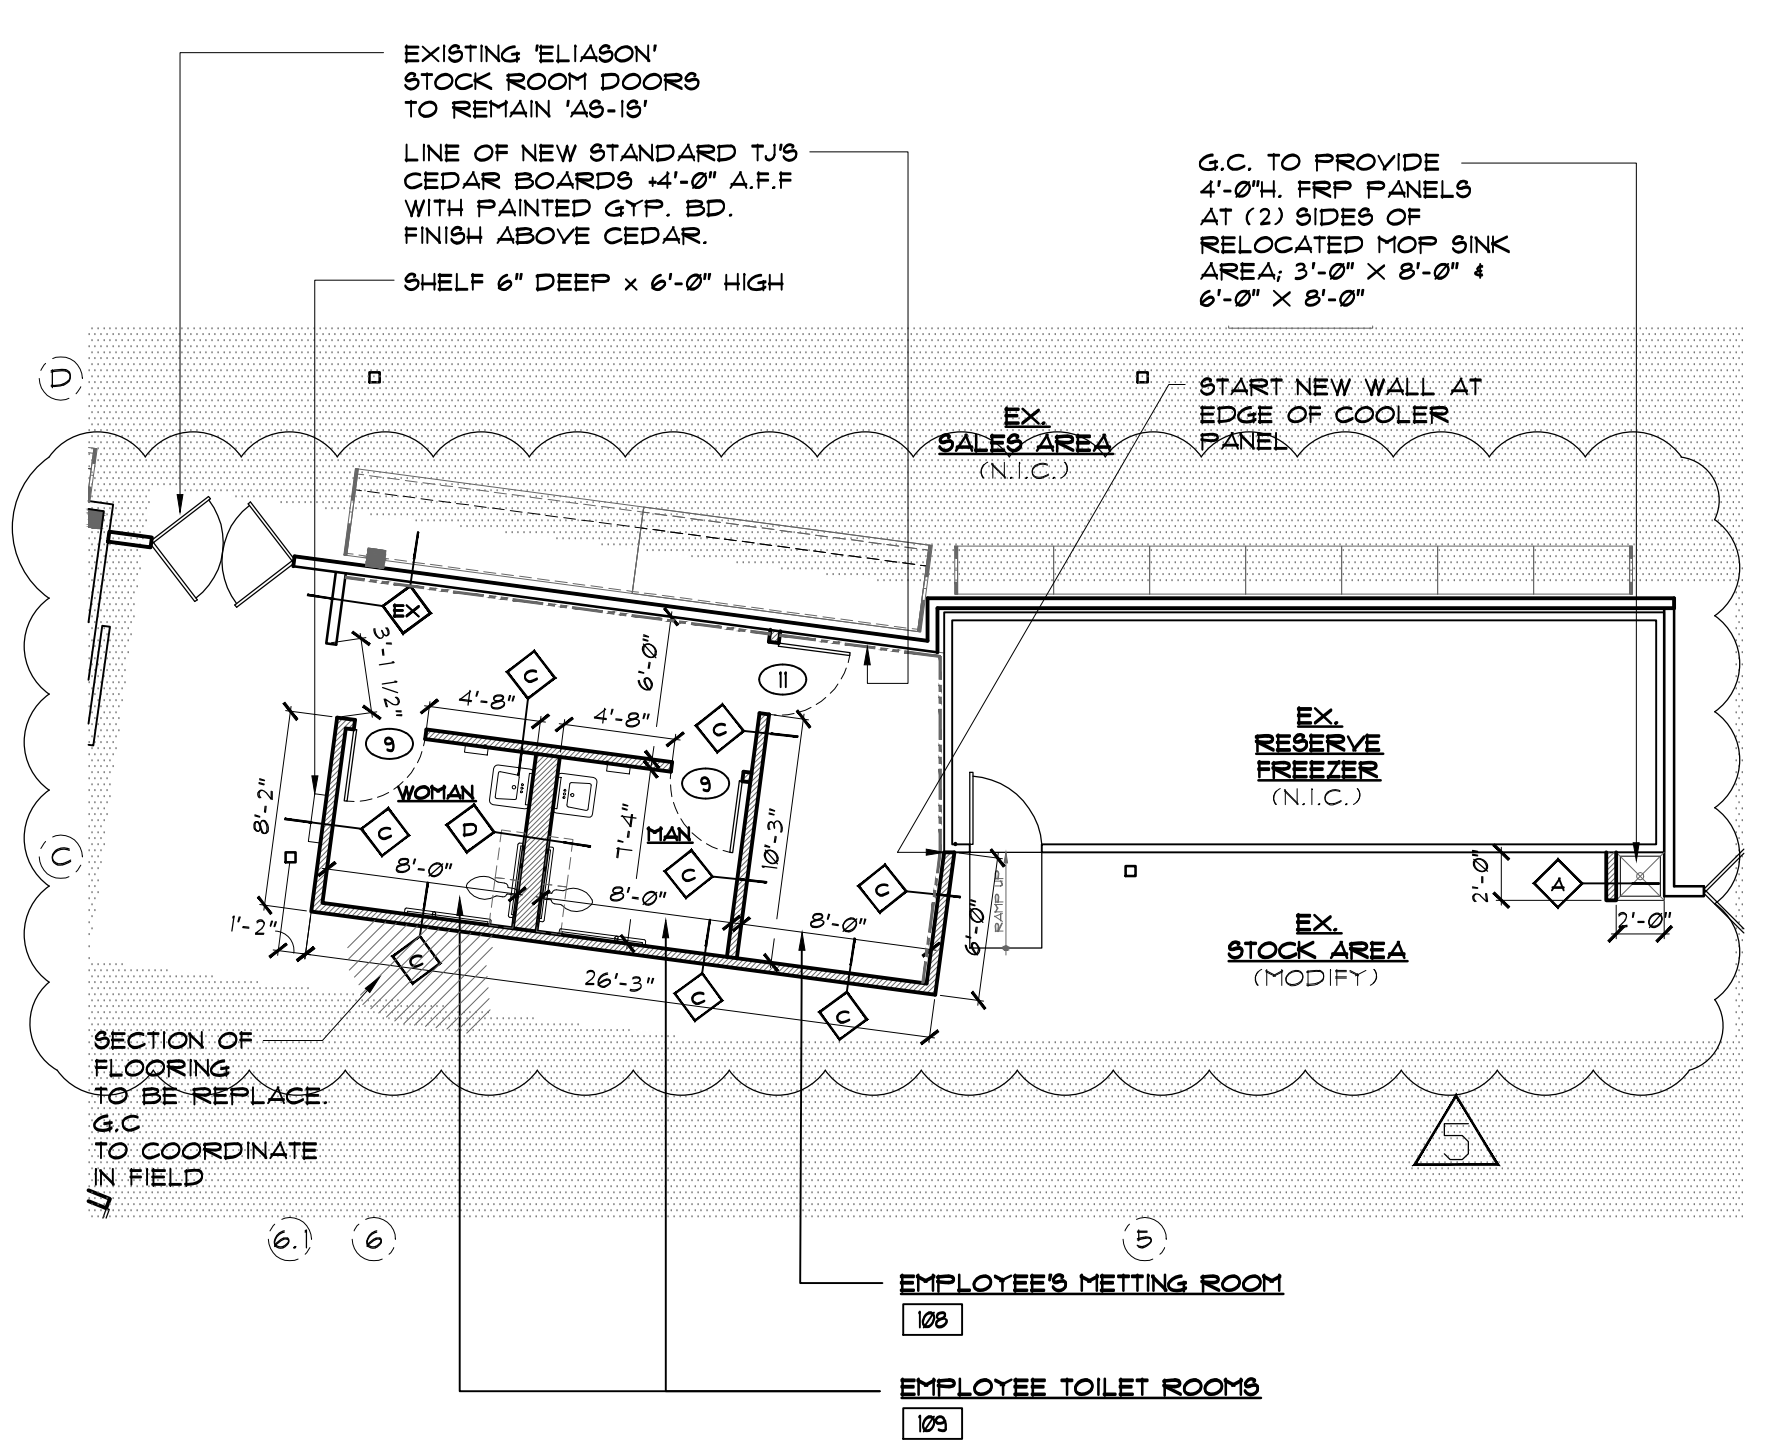 EXISTING 'ELIASON'
STOCK ROOM DOORS
TO REMAIN 'AS-IS'
LINE OF NEW STANDARD TJ'S
CEDAR BOARDS +4'-0" A.F.F
WITH PAINTED GYP. BD.
FINISH ABOVE CEDAR.
SHELF 6" DEEP x 6'-0" HIGH
G.C. TO PROVIDE
4'-0"H. FRP PANELS
AT (2) SIDES OF
RELOCATED MOP SINK
AREA; 3'-0" X 8'-0" &
6'-0" X 8'-0"
D
START NEW WALL AT
EDGE OF COOLER
PANEL
EX.
SALES AREA
(N.I.C.)
EX
3'-1 1/2"
6'-0"
C
11
4'-8"
4'-8"
C
9
9
EX.
RESERVE
FREEZER
(N.I.C.)
WOMAN
8'-2"
C
D
7'-4"
MAN
10'-3"
C
8'-0"
C
8'-0"
C
8'-0"
6'-0"
RAMP UP
2'-0"
A
2'-0"
1'-2"
C
26'-3"
C
C
EX.
STOCK AREA
(MODIFY)
SECTION OF
FLOORING
TO BE REPLACE.
G.C
TO COORDINATE
IN FIELD
5
6.1
6
5
EMPLOYEE'S METTING ROOM
108
EMPLOYEE TOILET ROOMS
109